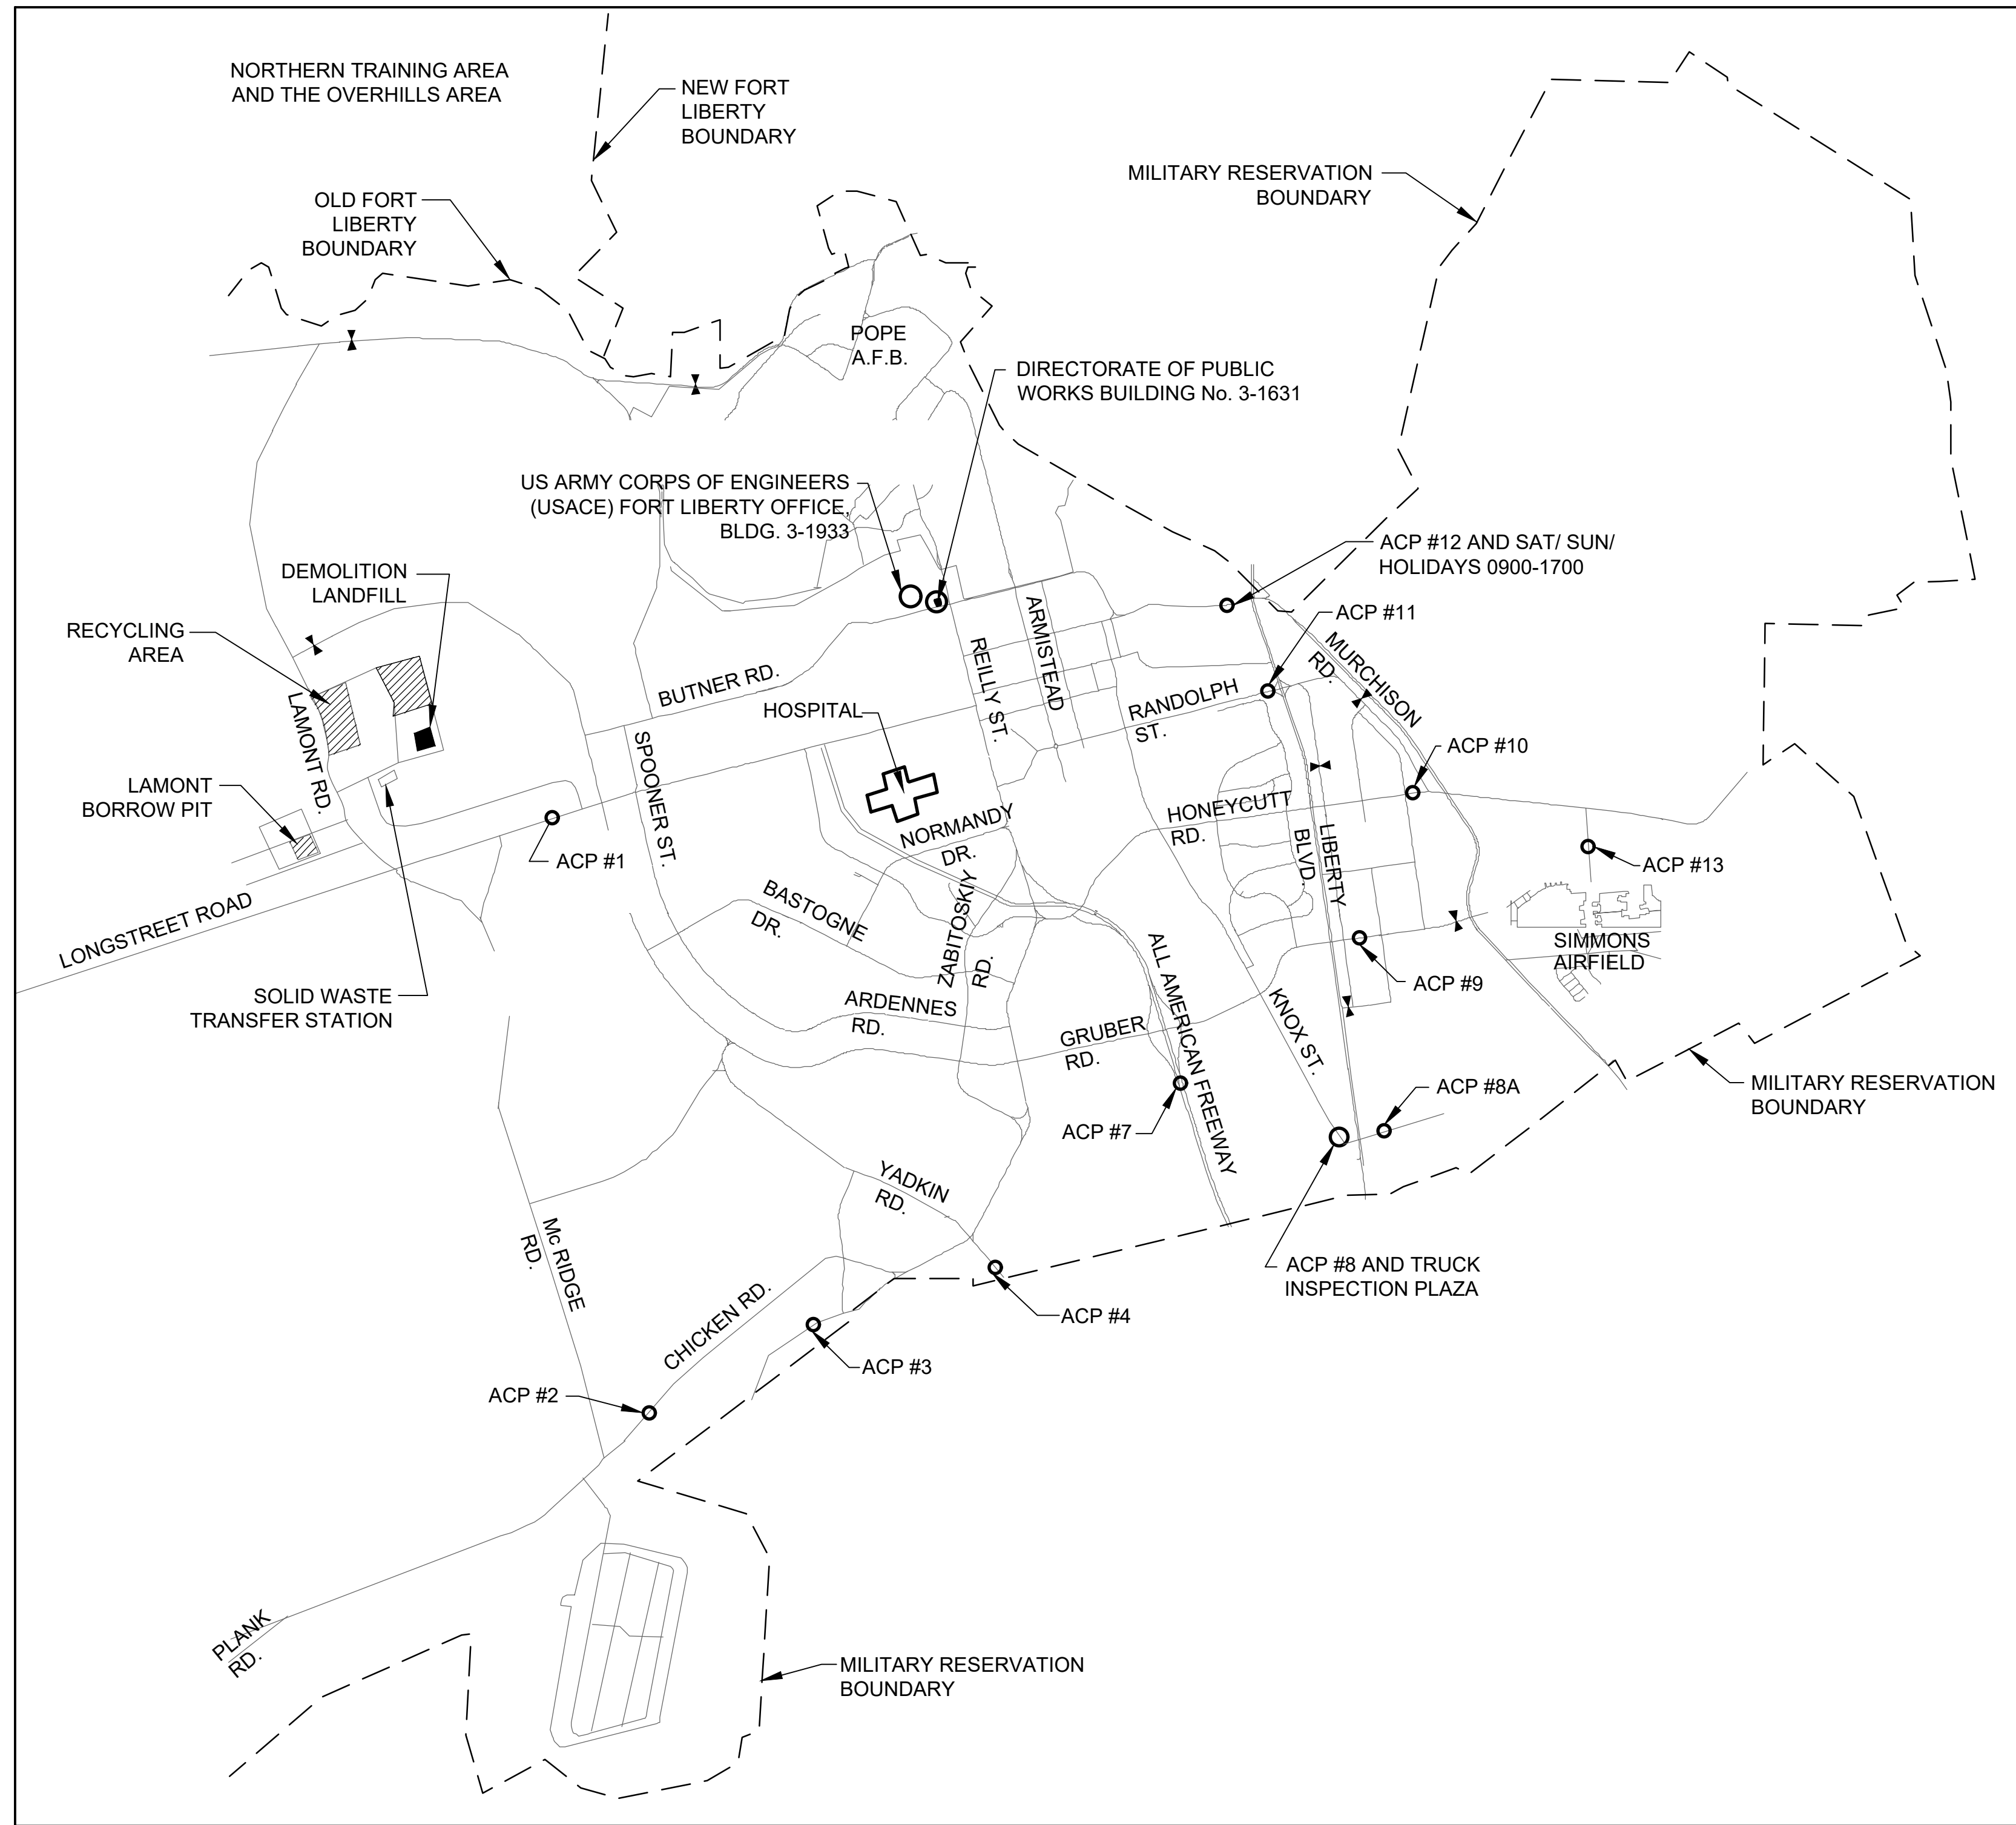 NORTHERN TRAINING AREA
AND THE OVERHILLS AREA
NEW FORT
LIBERTY
BOUNDARY
MILITARY RESERVATION
BOUNDARY
OLD FORT
LIBERTY
BOUNDARY
POPE
A.F.B.
DIRECTORATE OF PUBLIC
WORKS BUILDING No. 3-1631
US ARMY CORPS OF ENGINEERS
(USACE) FORT LIBERTY OFFICE,
BLDG. 3-1933
ACP #12 AND SAT/ SUN/
HOLIDAYS 0900-1700
DEMOLITION
LANDFILL
ACP #11
RECYCLING
AREA
ARMISTEAD
MURCHISON
RD.
REILLY ST.
BUTNER RD.
RANDOLPH
ST.
HOSPITAL
LAMONT RD.
SPOONER ST.
ACP #10
LAMONT
BORROW PIT
HONEYCUTT
RD.
NORMANDY
DR.
LIBERTY
BLVD.
ACP #1
ACP #13
BASTOGNE
DR.
ZABITOSKIY
RD.
LONGSTREET ROAD
ALL AMERICAN FREEWAY
SIMMONS
AIRFIELD
ACP #9
SOLID WASTE
TRANSFER STATION
ARDENNES
RD.
KNOX ST.
GRUBER
RD.
ACP #8A
MILITARY RESERVATION
BOUNDARY
ACP #7
YADKIN
RD.
Mc RIDGE
RD.
ACP #8 AND TRUCK
INSPECTION PLAZA
CHICKEN RD.
ACP #4
ACP #3
ACP #2
PLANK
RD.
MILITARY RESERVATION
BOUNDARY